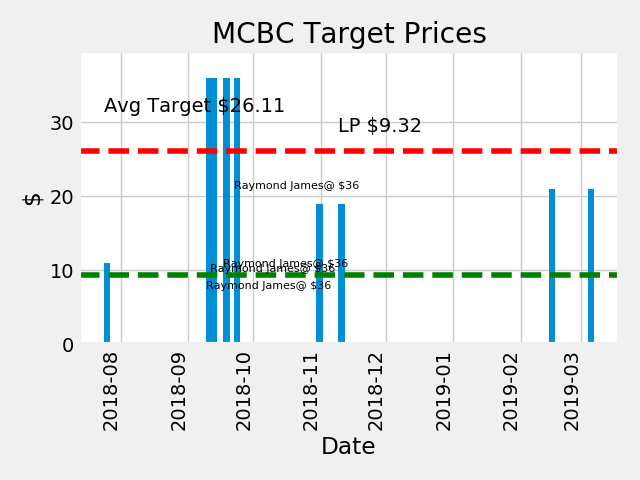 MCBC Target Prices
Avg Target $26.11
LP $9.32
Raymond James@ $36
Raymond James@ $36
Raymond James@ $36
Raymond James@ $36
$
30
20
10
0
2018-08
2018-09
2018-10
2018-11
2018-12
2019-01
2019-02
2019-03
Date